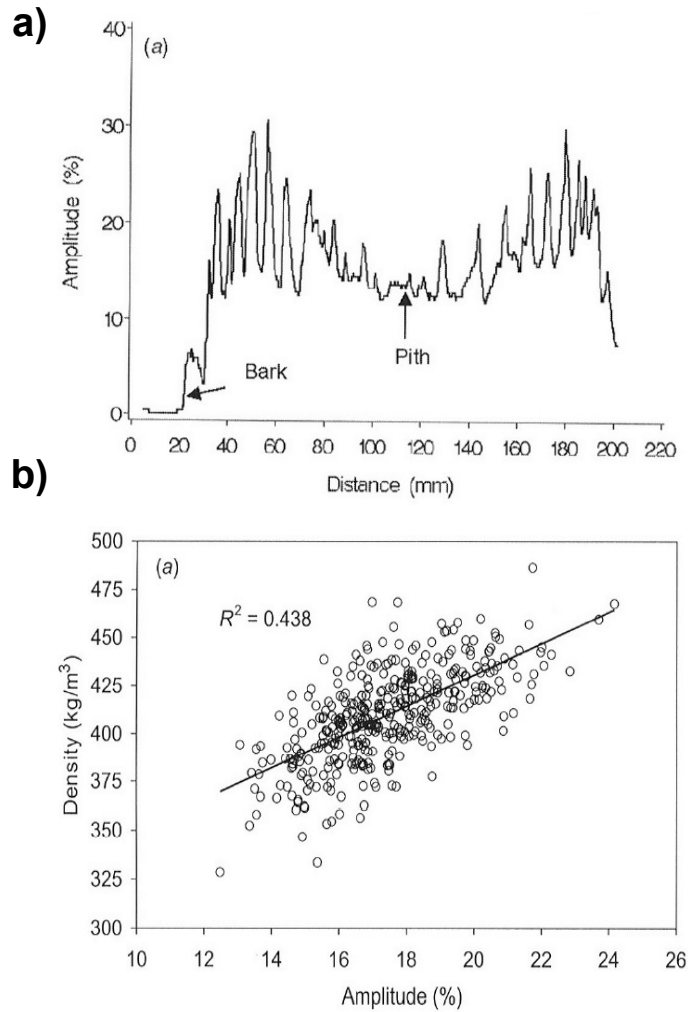 a)
(a)
40
30
20
10
0
Amplitude (%)
Bark
Pith
0 20 40 60 80 100 120 140 160 180 200 220
Distance (mm)
b)
(a)
R² = 0.438
500
475
450
425
400
375
350
325
300
Density (kg/m³)
10 12 14 16 18 20 22 24 26
Amplitude (%)